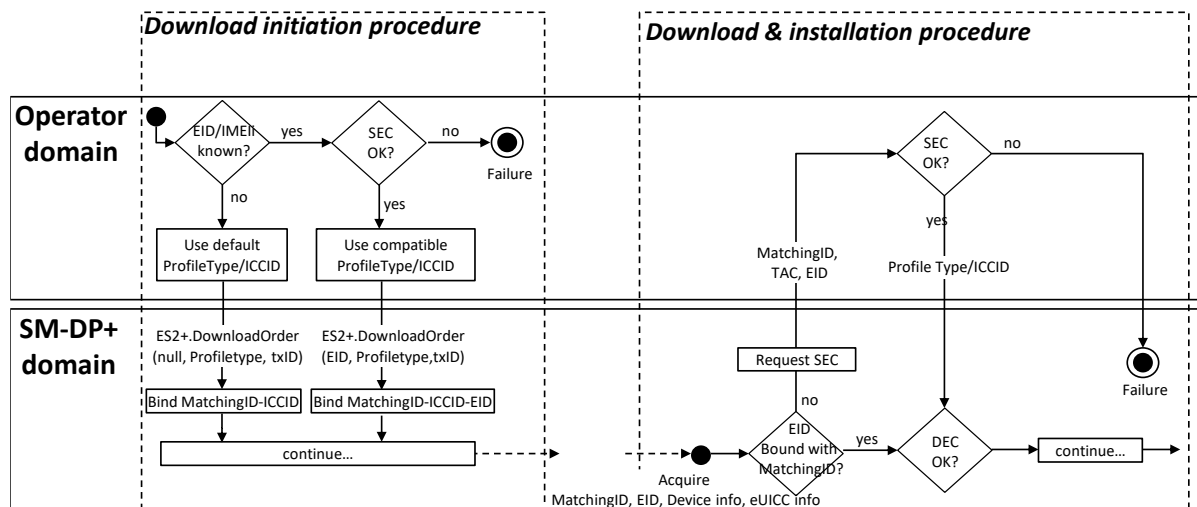 Download initiation procedure
Download & installation procedure
Operator
domain
EID/IMEIi
known?
yes
SEC
OK?
no
Failure
no
yes
Use default
ProfileType/ICCID
Use compatible
ProfileType/ICCID
SEC
OK?
no
yes
MatchingID,
TAC, EID
Profile Type/ICCID
SM-DP+
domain
ES2+.DownloadOrder
(null, Profiletype, txID)
ES2+.DownloadOrder
(EID, Profiletype,txID)
Bind MatchingID-ICCID
Bind MatchingID-ICCID-EID
continue...
Request SEC
no
Failure
EID
Bound with
MatchingID?
yes
DEC
OK?
continue...
Acquire
MatchingID, EID, Device info, eUICC info